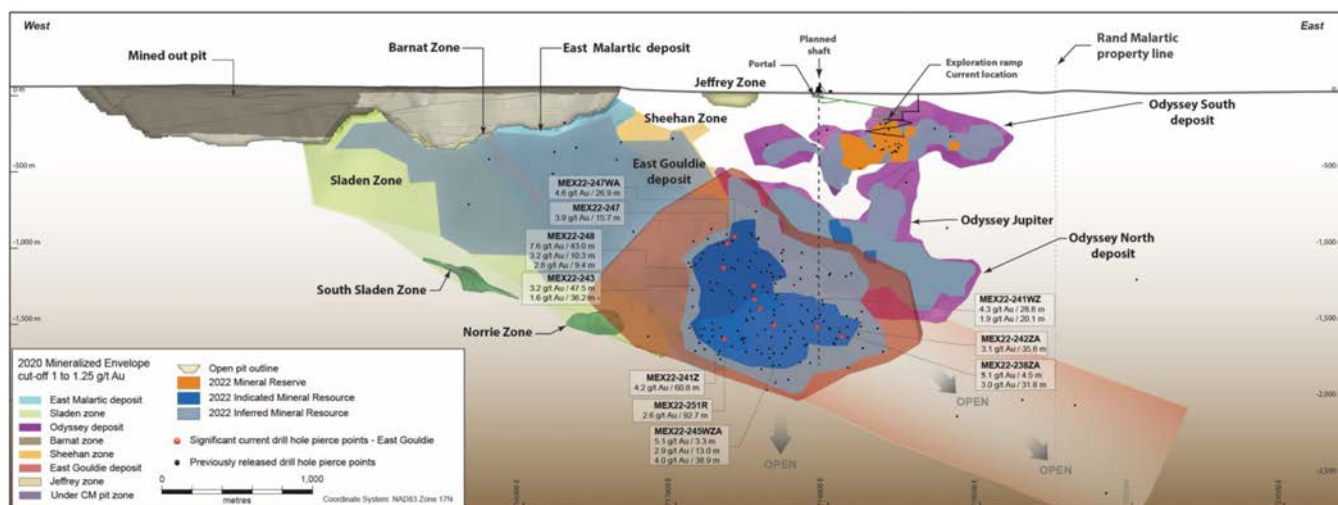 West
East
Mined out pit
Barnat Zone
East Malartic deposit
Planned
shaft
Portal
Jeffrey Zone
Exploration ramp
Current location
Rand Malartic
property line
Odyssey South
deposit
0 m
Sheehan Zone
-500 m
Sladen Zone
East Gouldie
deposit
MEX22-247WA
4.6 g/t Au / 26.9 m
MEX22-247
3.9 g/t Au / 15.7 m
Odyssey Jupiter
MEX22-248
7.6 g/t Au / 43.0 m
3.2 g/t Au / 10.3 m
2.8 g/t Au / 9.4 m
Odyssey North
deposit
-1,000 m
-1,000 m
MEX22-243
3.2 g/t Au / 47.5 m
1.6 g/t Au / 36.2 m
South Sladen Zone
MEX22-241WZ
4.3 g/t Au / 28.8 m
1.9 g/t Au / 20.1 m
-1,500 m
Norrie Zone
MEX22-242ZA
3.1 g/t Au / 35.6 m
MEX22-238ZA
5.1 g/t Au / 4.5 m
3.0 g/t Au / 31.8 m
MEX22-241Z
4.2 g/t Au / 60.8 m
MEX22-251R
2.6 g/t Au / 92.7 m
MEX22-245WZA
5.1 g/t Au / 3.3 m
2.9 g/t Au / 13.0 m
4.0 g/t Au / 38.9 m
OPEN
OPEN
OPEN
-2,000 m
2020 Mineralized Envelope
cut-off 1 to 1.25 g/t Au
East Malartic deposit
Sladen zone
Odyssey deposit
Barnat zone
Sheehan zone
East Gouldie deposit
Jeffrey zone
Under CM pit zone
Open pit outline
2022 Mineral Reserve
2022 Indicated Mineral Resource
2022 Inferred Mineral Resource
Significant current drill hole pierce points - East Gouldie
Previously released drill hole pierce points
0
1,000
metres
Coordinate System: NAD83 Zone 17N